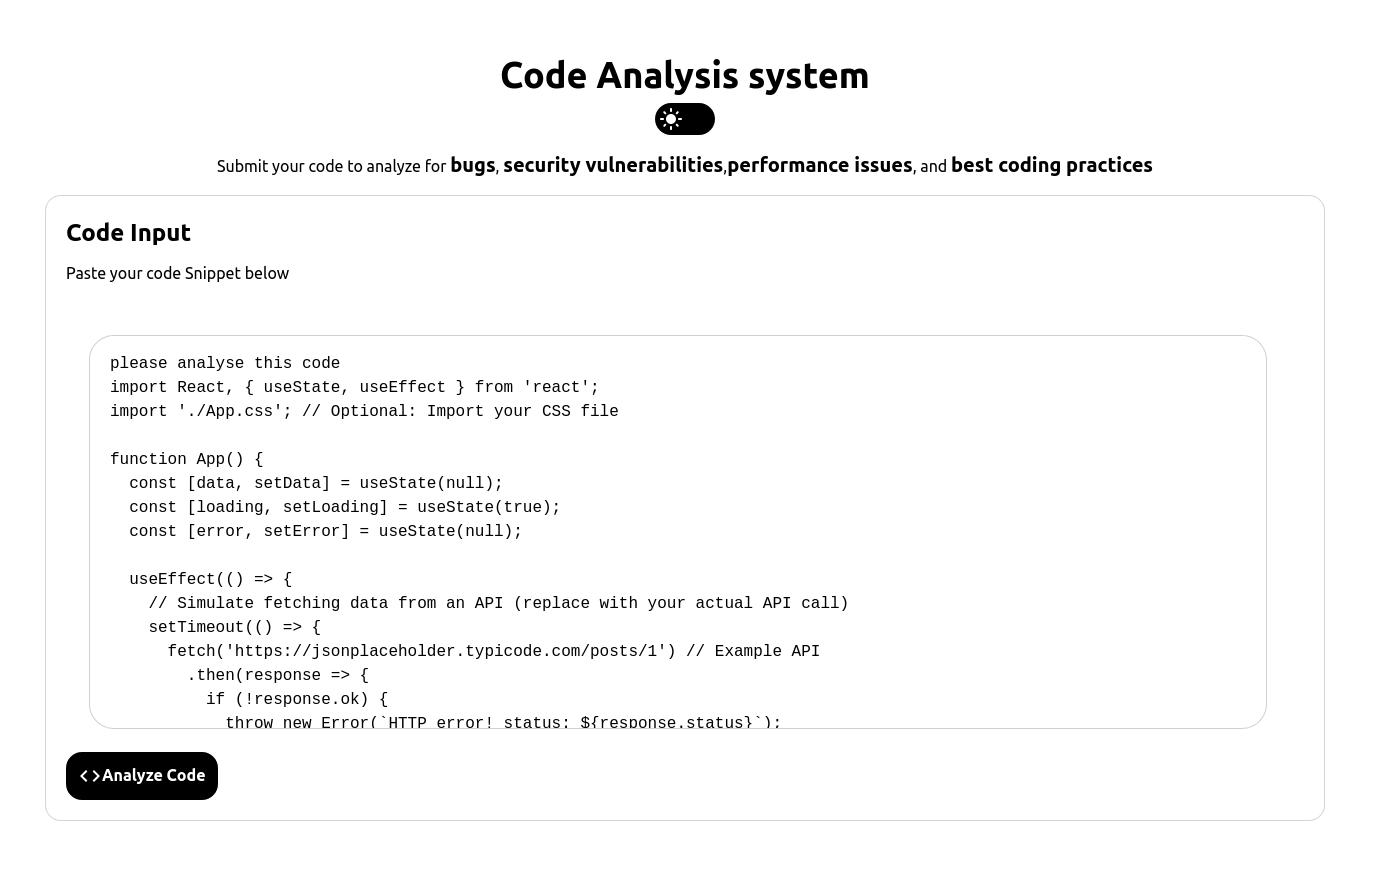 Code Analysis system
Submit your code to analyze for bugs, security vulnerabilities,performance issues, and best coding practices
Code Input
Paste your code Snippet below
please analyse this code
import React, { useState, useEffect } from 'react';
import './App.css'; // Optional: Import your CSS file
function App() {
  const [data, setData] = useState(null);
  const [loading, setLoading] = useState(true);
  const [error, setError] = useState(null);
  useEffect(() => {
    // Simulate fetching data from an API (replace with your actual API call)
    setTimeout(() => {
      fetch('https://jsonplaceholder.typicode.com/posts/1') // Example API
        .then(response => {
          if (!response.ok) {
            throw new Error(`HTTP error! status: ${response.status}`);
<>Analyze Code